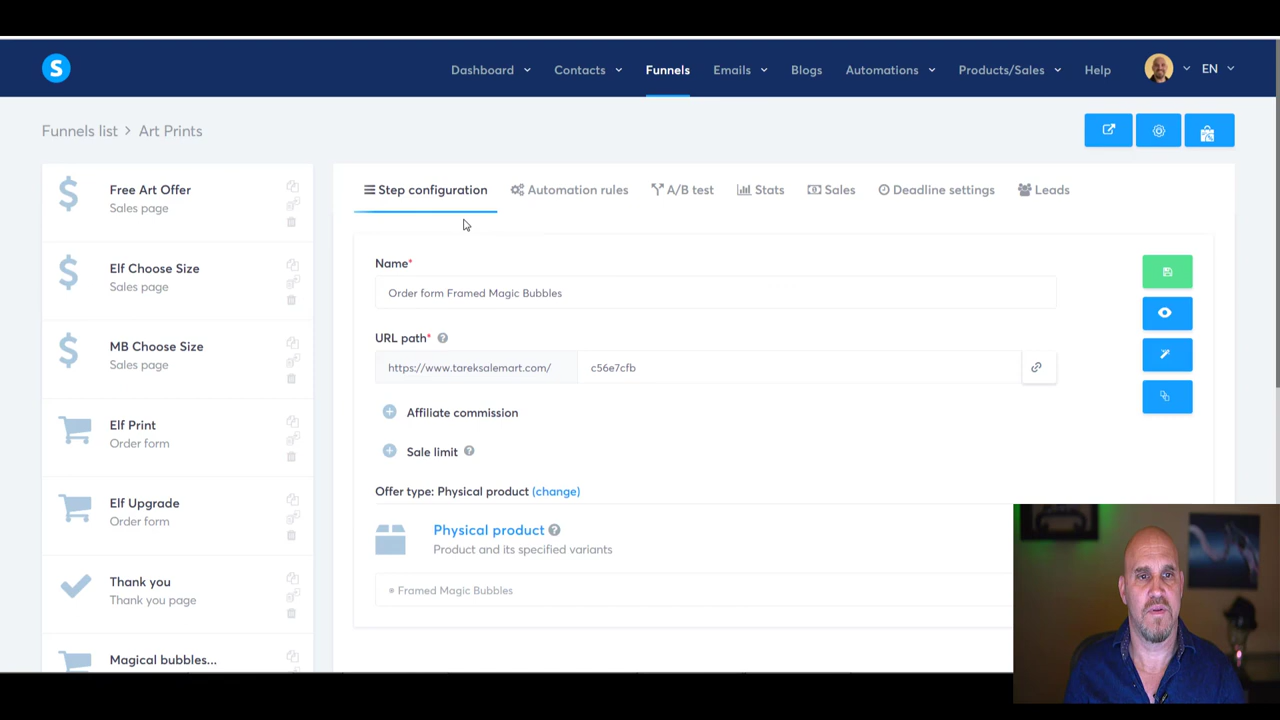 S
Dashboard
Contacts
Funnels
Emails
Blogs
Automations
Products/Sales
Help
EN
Funnels list > Art Prints
Free Art Offer
Sales page
Elf Choose Size
Sales page
MB Choose Size
Sales page
Elf Print
Order form
Elf Upgrade
Order form
Thank you
Thank you page
Magical bubbles...
Step configuration
Automation rules
A/B test
Stats
Sales
Deadline settings
Leads
Name*
Order form Framed Magic Bubbles
URL path* ?
https://www.tareksalemart.com/ c56e7cfb
Affiliate commission
Sale limit ?
Offer type: Physical product (change)
Physical product ?
Product and its specified variants
Framed Magic Bubbles